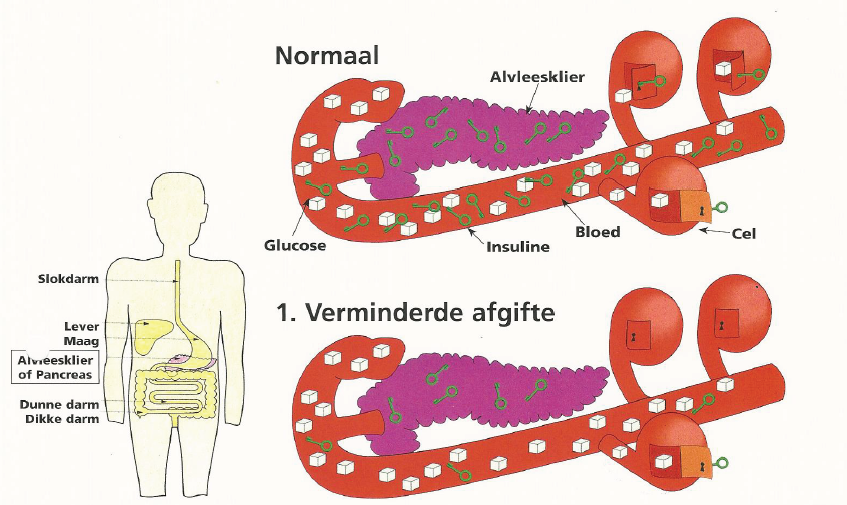 Normaal
Alvleesklier
Glucose
Insuline
Bloed
Cel
Slokdarm
Lever
Maag
Alvleesklier
of Pancreas
Dunne darm
Dikke darm
1. Verminderde afgifte